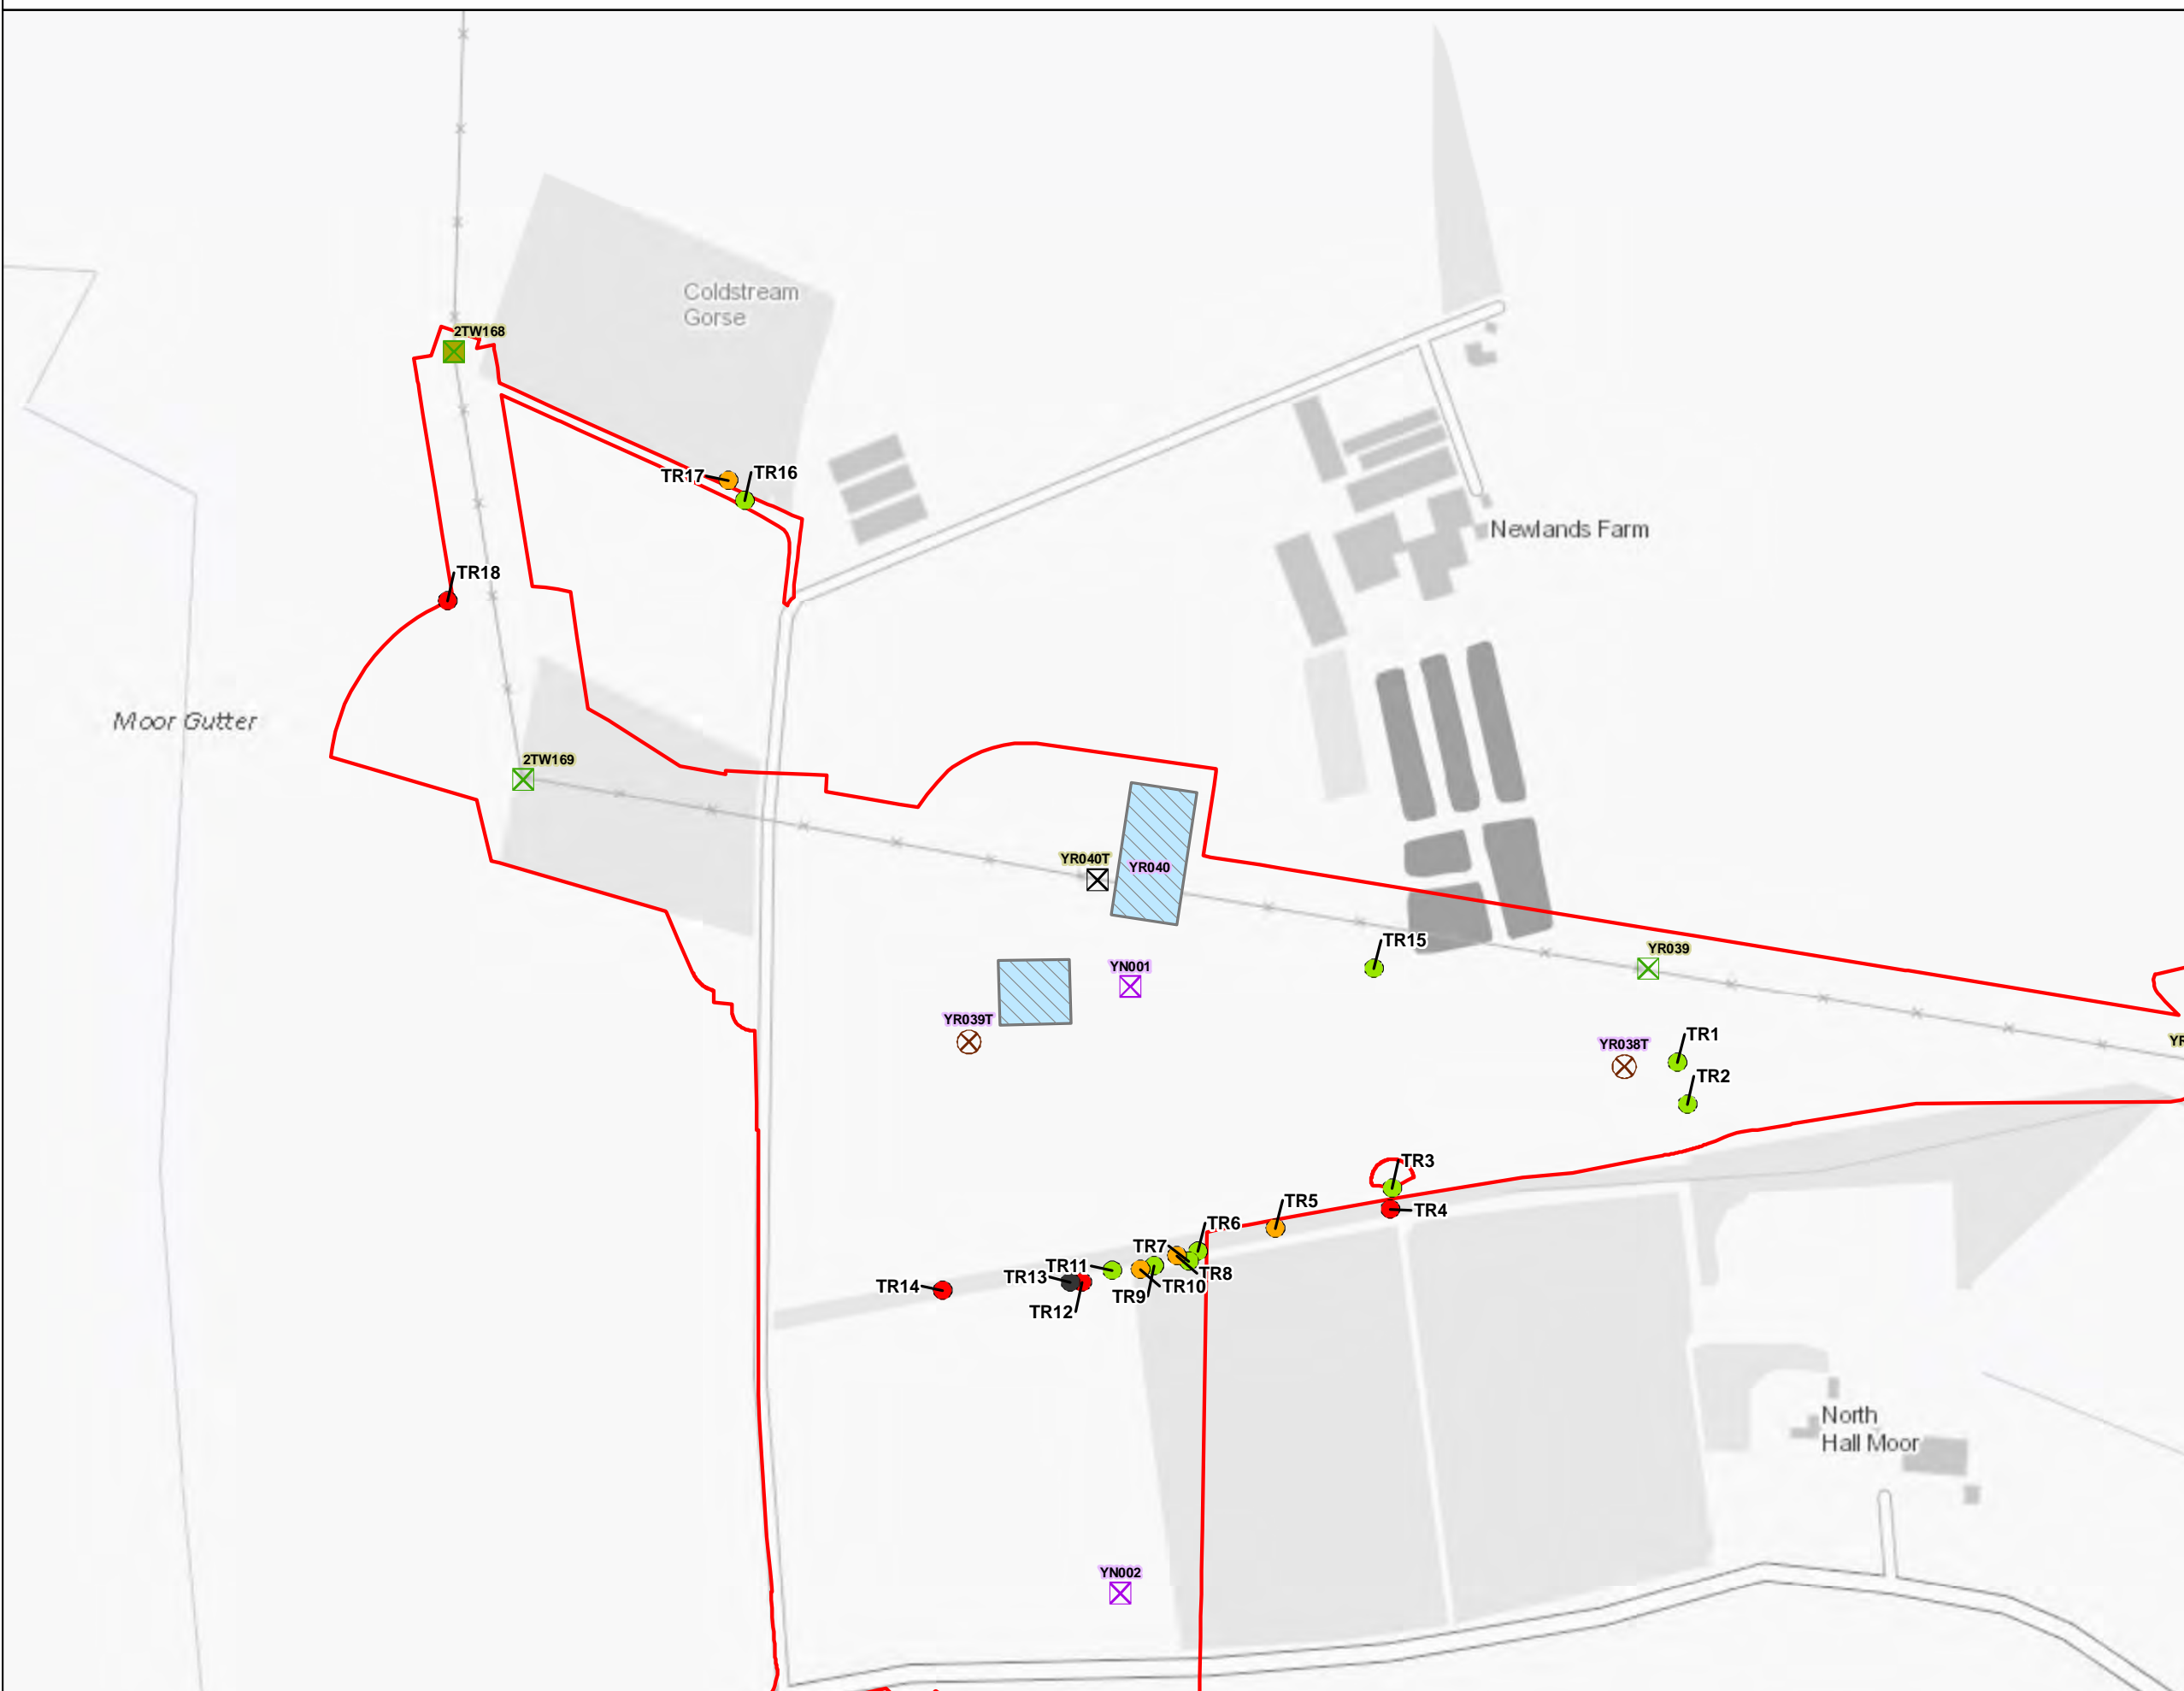 Coldstream
Gorse
2TW168
TR17
TR16
Newlands Farm
TR18
Moor Gutter
2TW169
YR040T
YR040
TR15
YR039
YN001
YR039T
YR038T
TR1
YR
TR2
TR3
TR5
TR4
TR6
TR7
TR11
TR8
TR13
TR14
TR10
TR9
TR12
North
Hall Moor
YN002